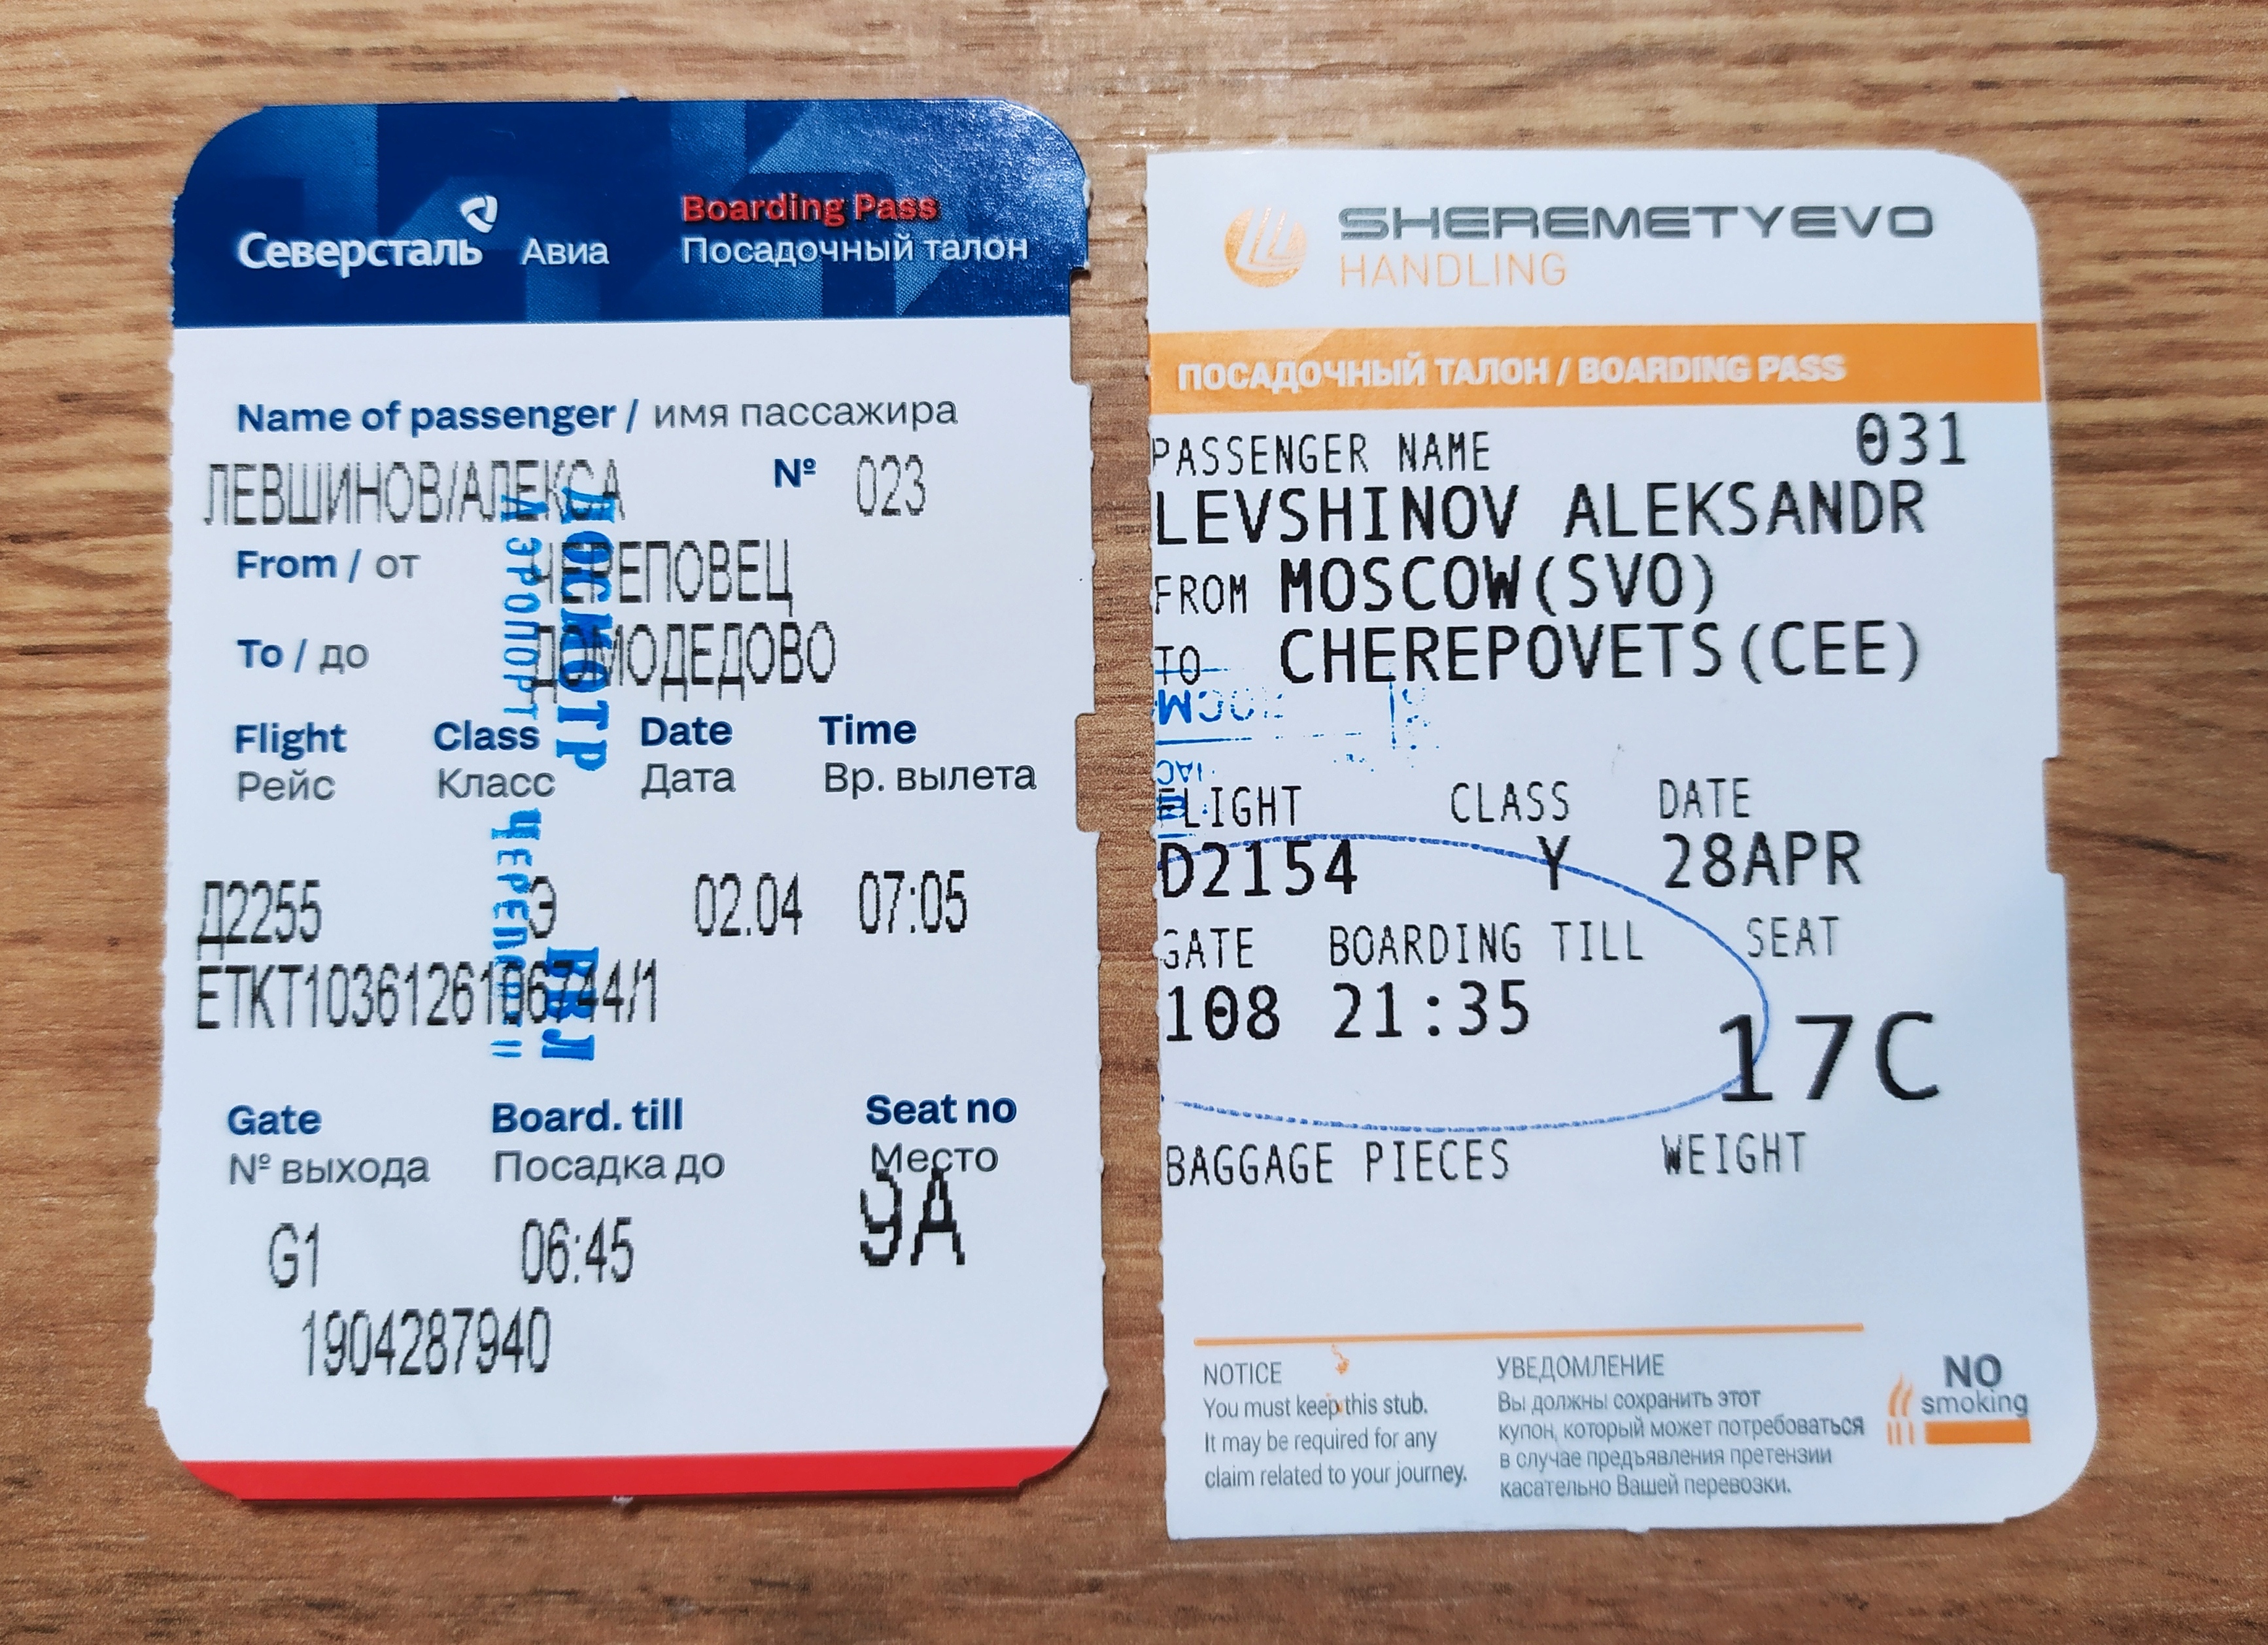 Северсталь Авиа
Boarding Pass
Посадочный талон
Name of passenger / имя пассажира
ЛЕВШИНОВ/АЛЕКСА № 023
From / от ЧЕРЕПОВЕЦ
To / до ДОМОДЕДОВО
Flight Class Date Time
Рейс Класс Дата Вр. вылета
Д2255 Э 02.04 07:05
ETKT1036126106744/1
Gate Board. till Seat no
№ выхода Посадка до Место
G1 06:45 9A
1904287940
ДОСМОТР ВВЛ
АЭРОПОРТ
SHEREMETYEVO
HANDLING
ПОСАДОЧНЫЙ ТАЛОН / BOARDING PASS
PASSENGER NAME 031
LEVSHINOV ALEKSANDR
FROM MOSCOW(SVO)
TO CHEREPOVETS(CEE)
FLIGHT CLASS DATE
D2154 Y 28APR
GATE BOARDING TILL SEAT
108 21:35 17C
BAGGAGE PIECES WEIGHT
NOTICE
You must keep this stub.
It may be required for any
claim related to your journey.
УВЕДОМЛЕНИЕ
Вы должны сохранить этот
купон, который может потребоваться
в случае предъявления претензии
касательно Вашей перевозки.
NO
smoking